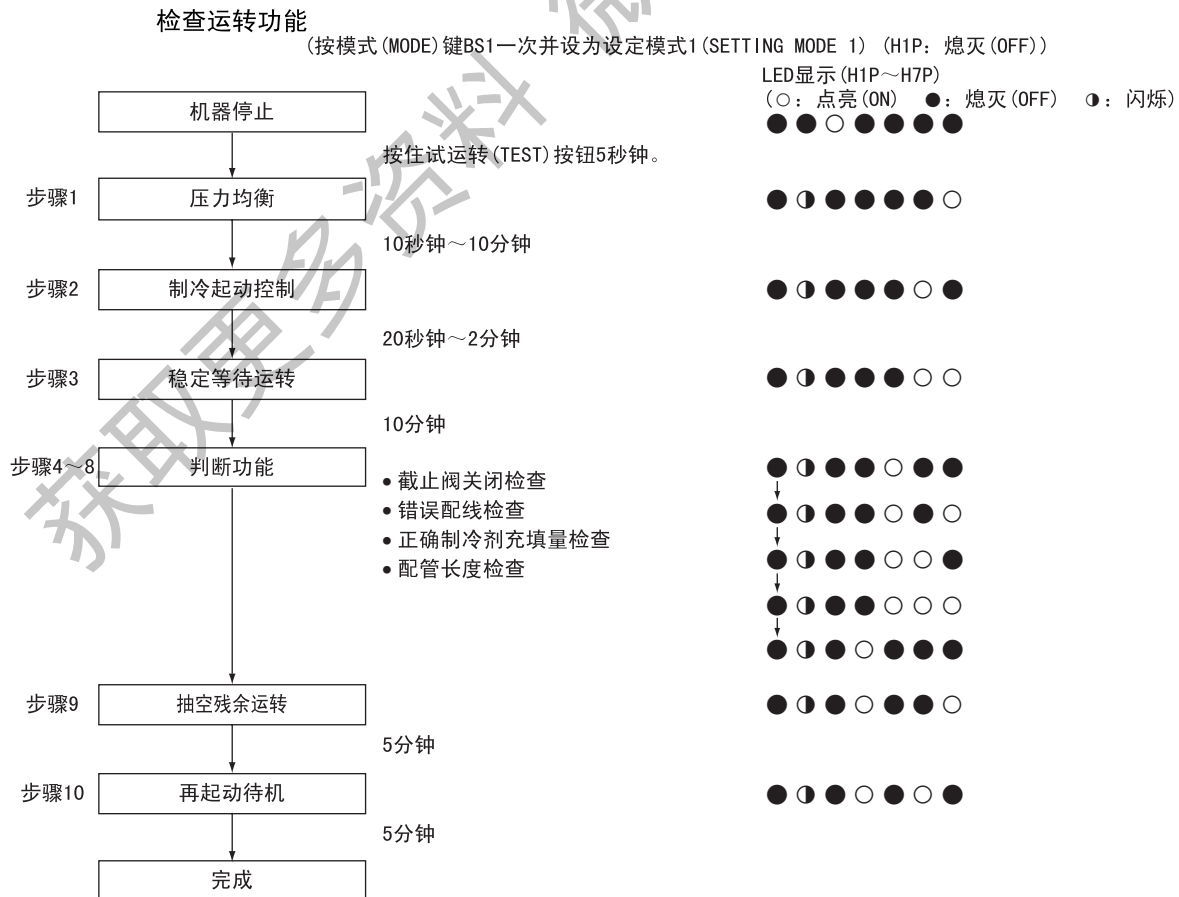 检查运转功能
(按模式(MODE)键BS1一次并设为设定模式1(SETTING MODE 1) (H1P: 熄灭(OFF))
LED显示(H1P～H7P)
(○: 点亮(ON) ●: 熄灭(OFF) ◑: 闪烁)
机器停止
●●○●●●●
按住试运转(TEST)按钮5秒钟。
步骤1 压力均衡
●◑●●●●○
10秒钟～10分钟
步骤2 制冷起动控制
●◑●●●○●
20秒钟～2分钟
步骤3 稳定等待运转
●◑●●●○○
10分钟
步骤4～8 判断功能
●◑●●○●●
• 截止阀关闭检查
• 错误配线检查
●◑●●○●○
• 正确制冷剂充填量检查
●◑●●○○●
• 配管长度检查
●◑●●○○○
●◑●○●●●
步骤9 抽空残余运转
●◑●○●●○
5分钟
步骤10 再起动待机
●◑●○●○●
5分钟
完成
获取更多资料